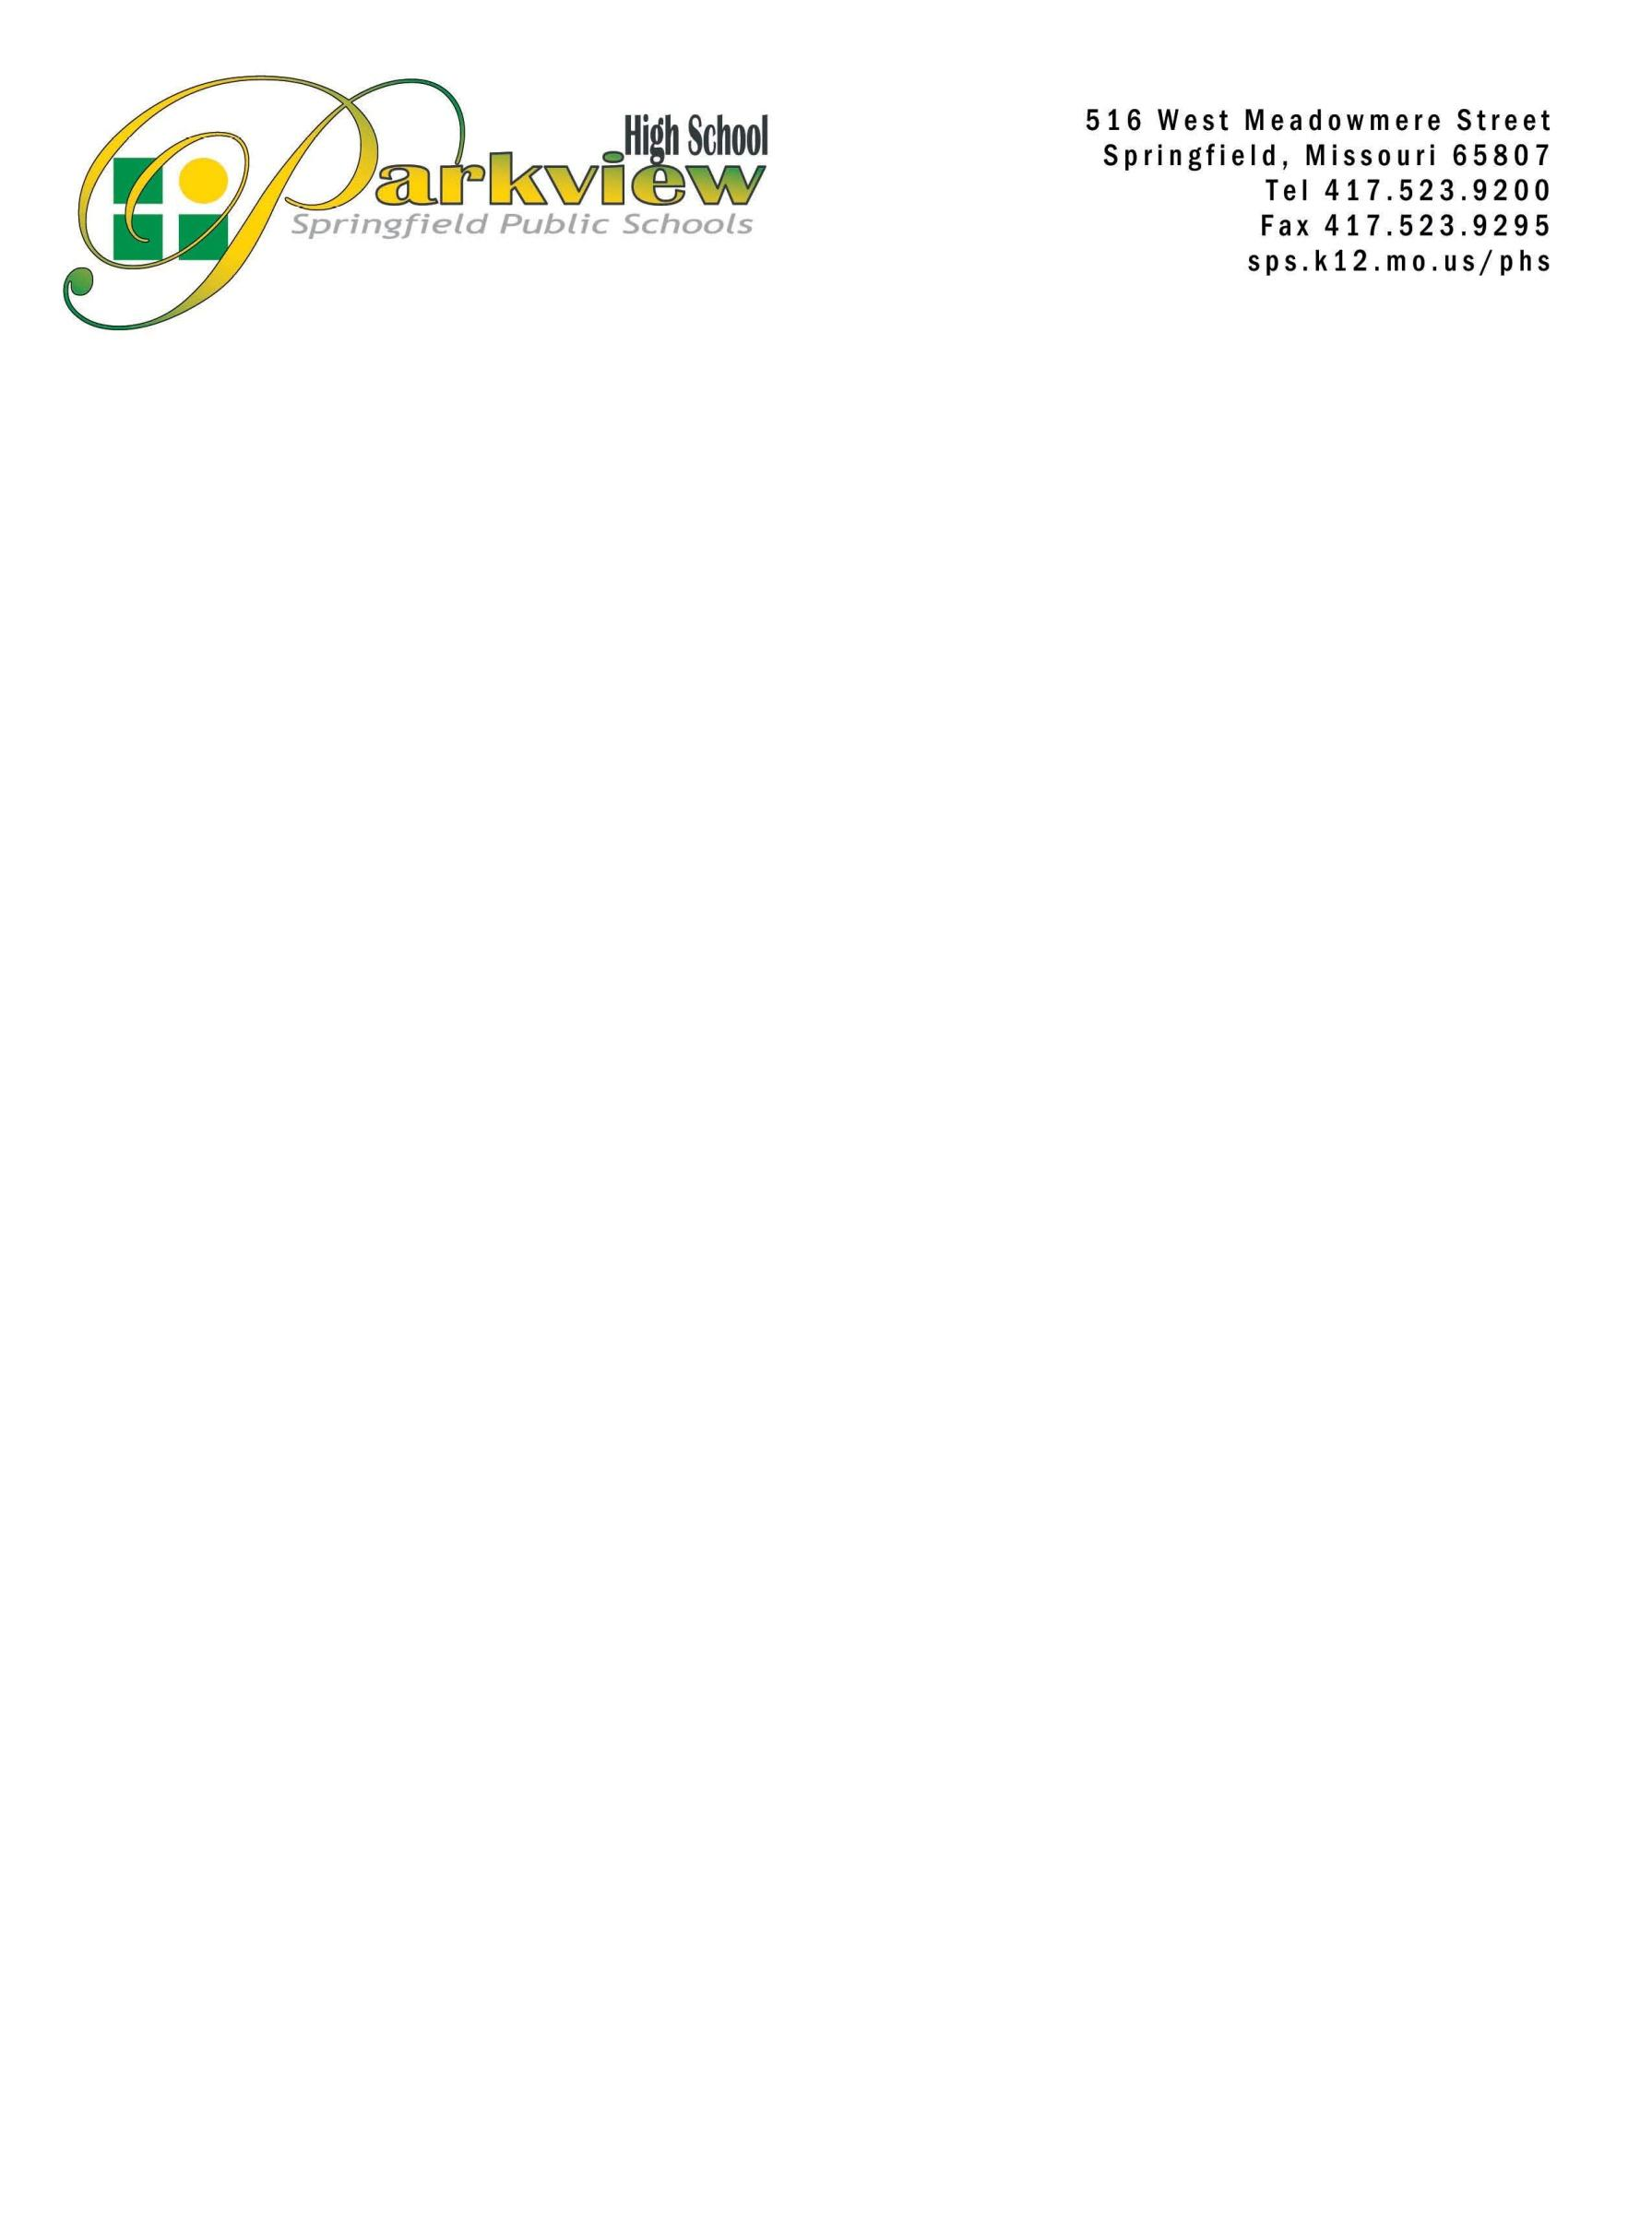 Parkview High School
Springfield Public Schools
516 West Meadowmere Street
Springfield, Missouri 65807
Tel 417.523.9200
Fax 417.523.9295
sps.k12.mo.us/phs